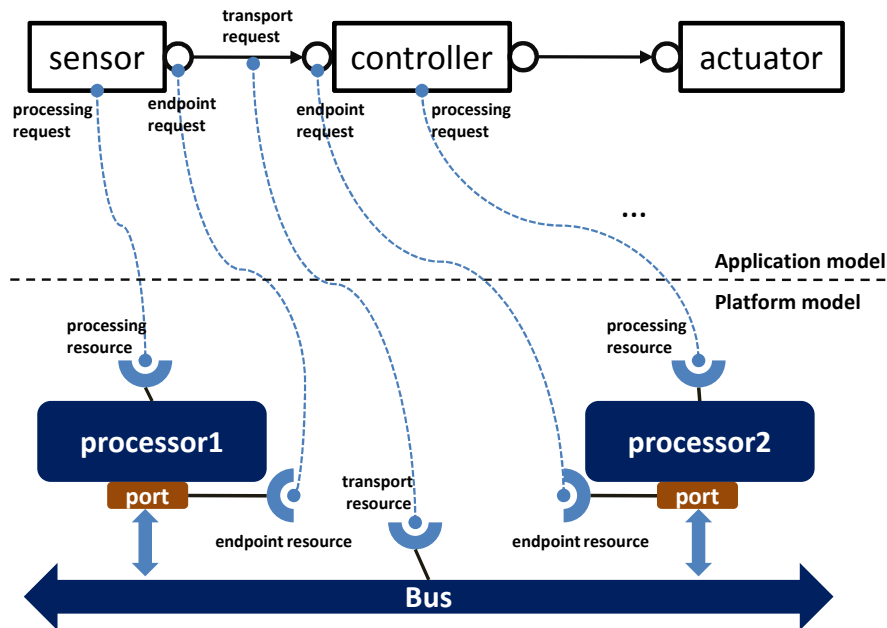 transport
request
sensor
controller
actuator
processing
request
endpoint
request
endpoint
request
processing
request
...
Application model
Platform model
processing
resource
processing
resource
processor1
processor2
port
transport
resource
port
endpoint resource
endpoint resource
Bus